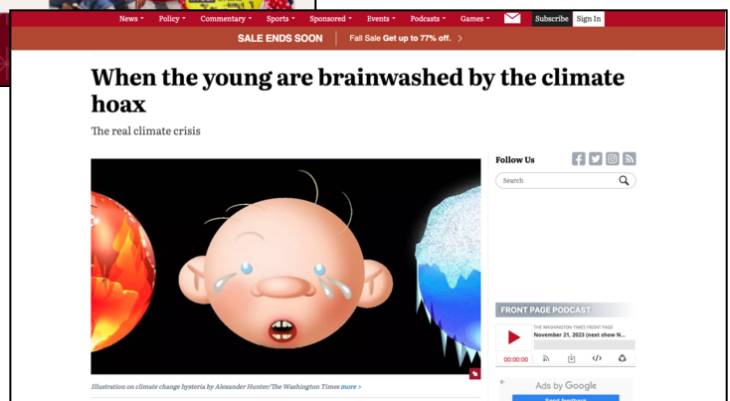 News Policy Commentary Sports Sponsored Events Podcasts Games Subscribe Sign In
SALE ENDS SOON Fall Sale Get up to 77% off. >
When the young are brainwashed by the climate
hoax
The real climate crisis
Follow Us
Search
FRONT PAGE PODCAST
THE WASHINGTON TIMES FRONT PAGE
November 21, 2023 (next show N...
00:00:00
Illustration on climate change hysteria by Alexander Hunter/The Washington Times more >
Ads by Google
Send feedback